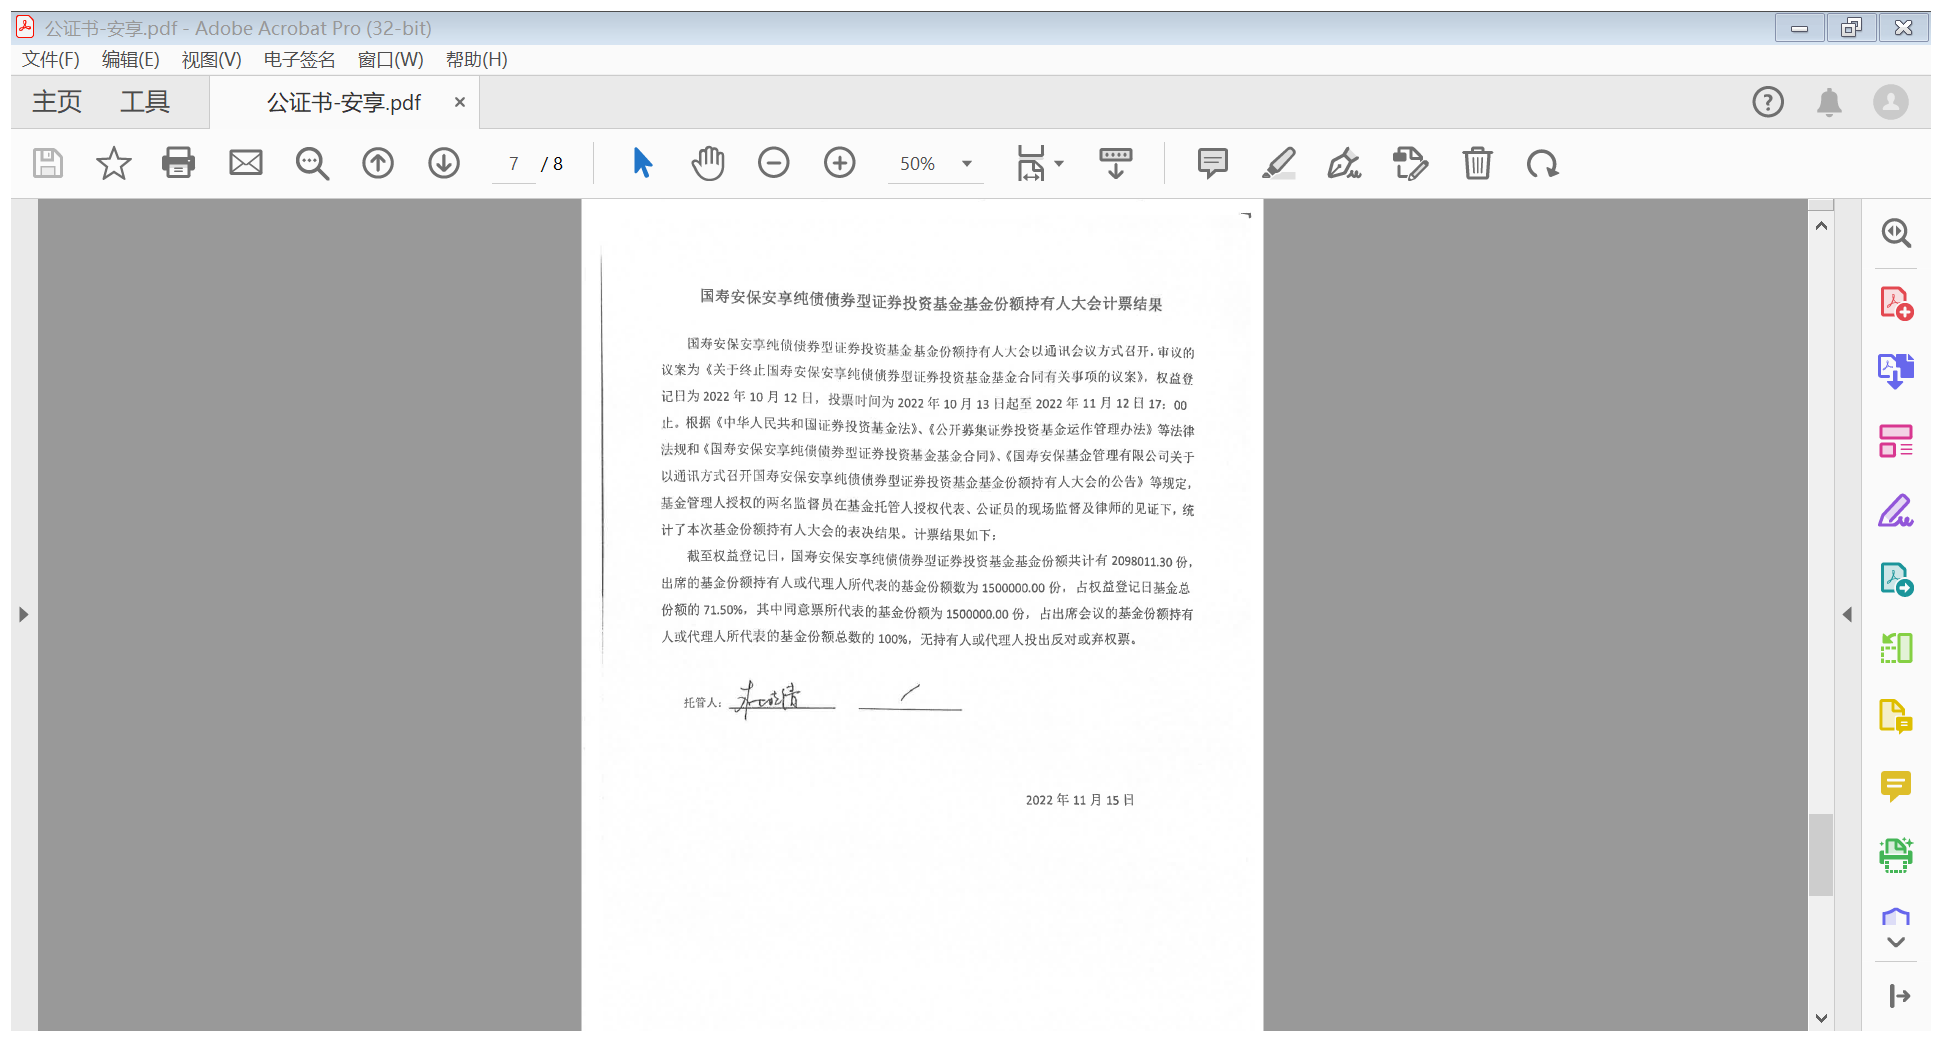 公证书-安享.pdf - Adobe Acrobat Pro (32-bit)
文件(F) 编辑(E) 视图(V) 电子签名 窗口(W) 帮助(H)
主页 工具 公证书-安享.pdf ×
7 / 8 50%
国寿安保安享纯债债券型证券投资基金基金份额持有人大会计票结果
国寿安保安享纯债债券型证券投资基金基金份额持有人大会以通讯会议方式召开，审议的
议案为《关于终止国寿安保安享纯债债券型证券投资基金基金合同有关事项的议案》，权益登
记日为 2022 年 10 月 12 日，投票时间为 2022 年 10 月 13 日起至 2022 年 11 月 12 日 17：00
止。根据《中华人民共和国证券投资基金法》、《公开募集证券投资基金运作管理办法》等法律
法规和《国寿安保安享纯债债券型证券投资基金基金合同》、《国寿安保基金管理有限公司关于
以通讯方式召开国寿安保安享纯债债券型证券投资基金基金份额持有人大会的公告》等规定，
基金管理人授权的两名监督员在基金托管人授权代表、公证员的现场监督及律师的见证下，统
计了本次基金份额持有人大会的表决结果。计票结果如下：
截至权益登记日，国寿安保安享纯债债券型证券投资基金基金份额共计有 2098011.30 份，
出席的基金份额持有人或代理人所代表的基金份额数为 1500000.00 份，占权益登记日基金总
份额的 71.50%，其中同意票所代表的基金份额为 1500000.00 份，占出席会议的基金份额持有
人或代理人所代表的基金份额总数的 100%，无持有人或代理人投出反对或弃权票。
托管人：
2022 年 11 月 15 日